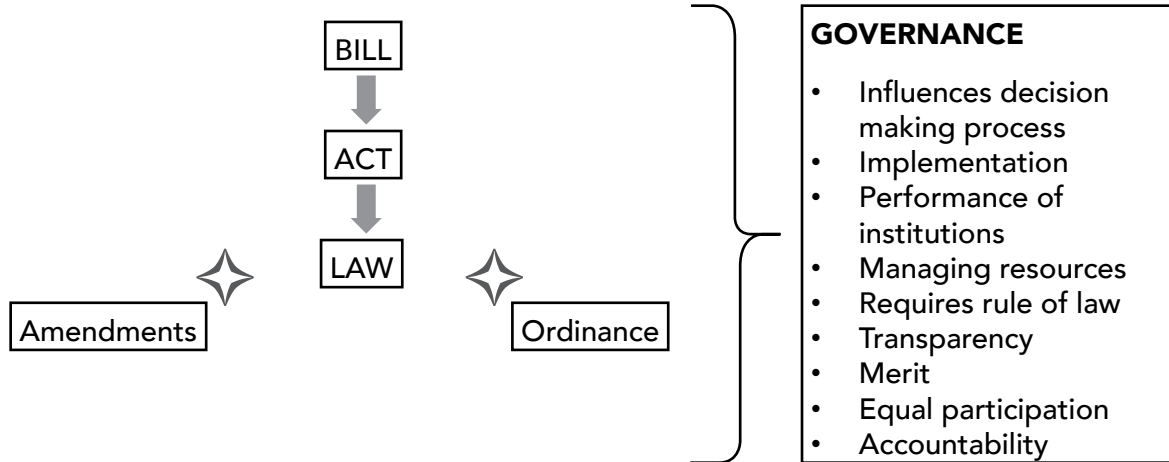 BILL
ACT
LAW
Amendments
Ordinance
GOVERNANCE
• Influences decision
making process
• Implementation
• Performance of
institutions
• Managing resources
• Requires rule of law
• Transparency
• Merit
• Equal participation
• Accountability